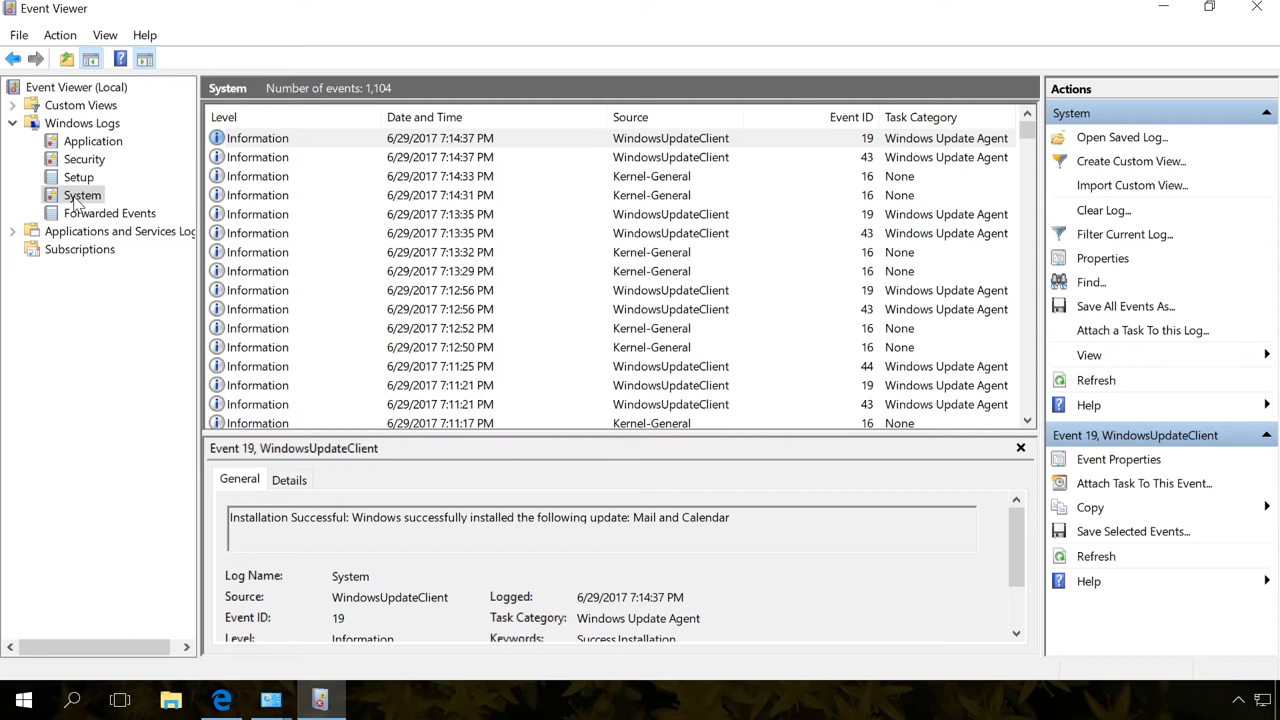 Event Viewer
File Action View Help
Event Viewer (Local)
Custom Views
Windows Logs
Application
Security
Setup
System
Forwarded Events
Applications and Services Log
Subscriptions
System Number of events: 1,104
Level Date and Time Source Event ID Task Category
Information 6/29/2017 7:14:37 PM WindowsUpdateClient 19 Windows Update Agent
Information 6/29/2017 7:14:37 PM WindowsUpdateClient 43 Windows Update Agent
Information 6/29/2017 7:14:33 PM Kernel-General 16 None
Information 6/29/2017 7:14:31 PM Kernel-General 16 None
Information 6/29/2017 7:13:35 PM WindowsUpdateClient 19 Windows Update Agent
Information 6/29/2017 7:13:35 PM WindowsUpdateClient 43 Windows Update Agent
Information 6/29/2017 7:13:32 PM Kernel-General 16 None
Information 6/29/2017 7:13:29 PM Kernel-General 16 None
Information 6/29/2017 7:12:56 PM WindowsUpdateClient 19 Windows Update Agent
Information 6/29/2017 7:12:56 PM WindowsUpdateClient 43 Windows Update Agent
Information 6/29/2017 7:12:52 PM Kernel-General 16 None
Information 6/29/2017 7:12:50 PM Kernel-General 16 None
Information 6/29/2017 7:11:25 PM WindowsUpdateClient 44 Windows Update Agent
Information 6/29/2017 7:11:21 PM WindowsUpdateClient 19 Windows Update Agent
Information 6/29/2017 7:11:21 PM WindowsUpdateClient 43 Windows Update Agent
Information 6/29/2017 7:11:17 PM Kernel-General 16 None
Event 19, WindowsUpdateClient
General Details
Installation Successful: Windows successfully installed the following update: Mail and Calendar
Log Name: System
Source: WindowsUpdateClient Logged: 6/29/2017 7:14:37 PM
Event ID: 19 Task Category: Windows Update Agent
Level: Information Keywords: Success,Installation
Actions
System
Open Saved Log...
Create Custom View...
Import Custom View...
Clear Log...
Filter Current Log...
Properties
Find...
Save All Events As...
Attach a Task To this Log...
View
Refresh
Help
Event 19, WindowsUpdateClient
Event Properties
Attach Task To This Event...
Copy
Save Selected Events...
Refresh
Help